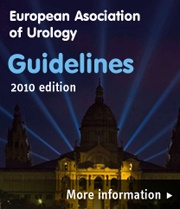 European Asociation
of Urology
Guidelines
2010 edition
More information ►